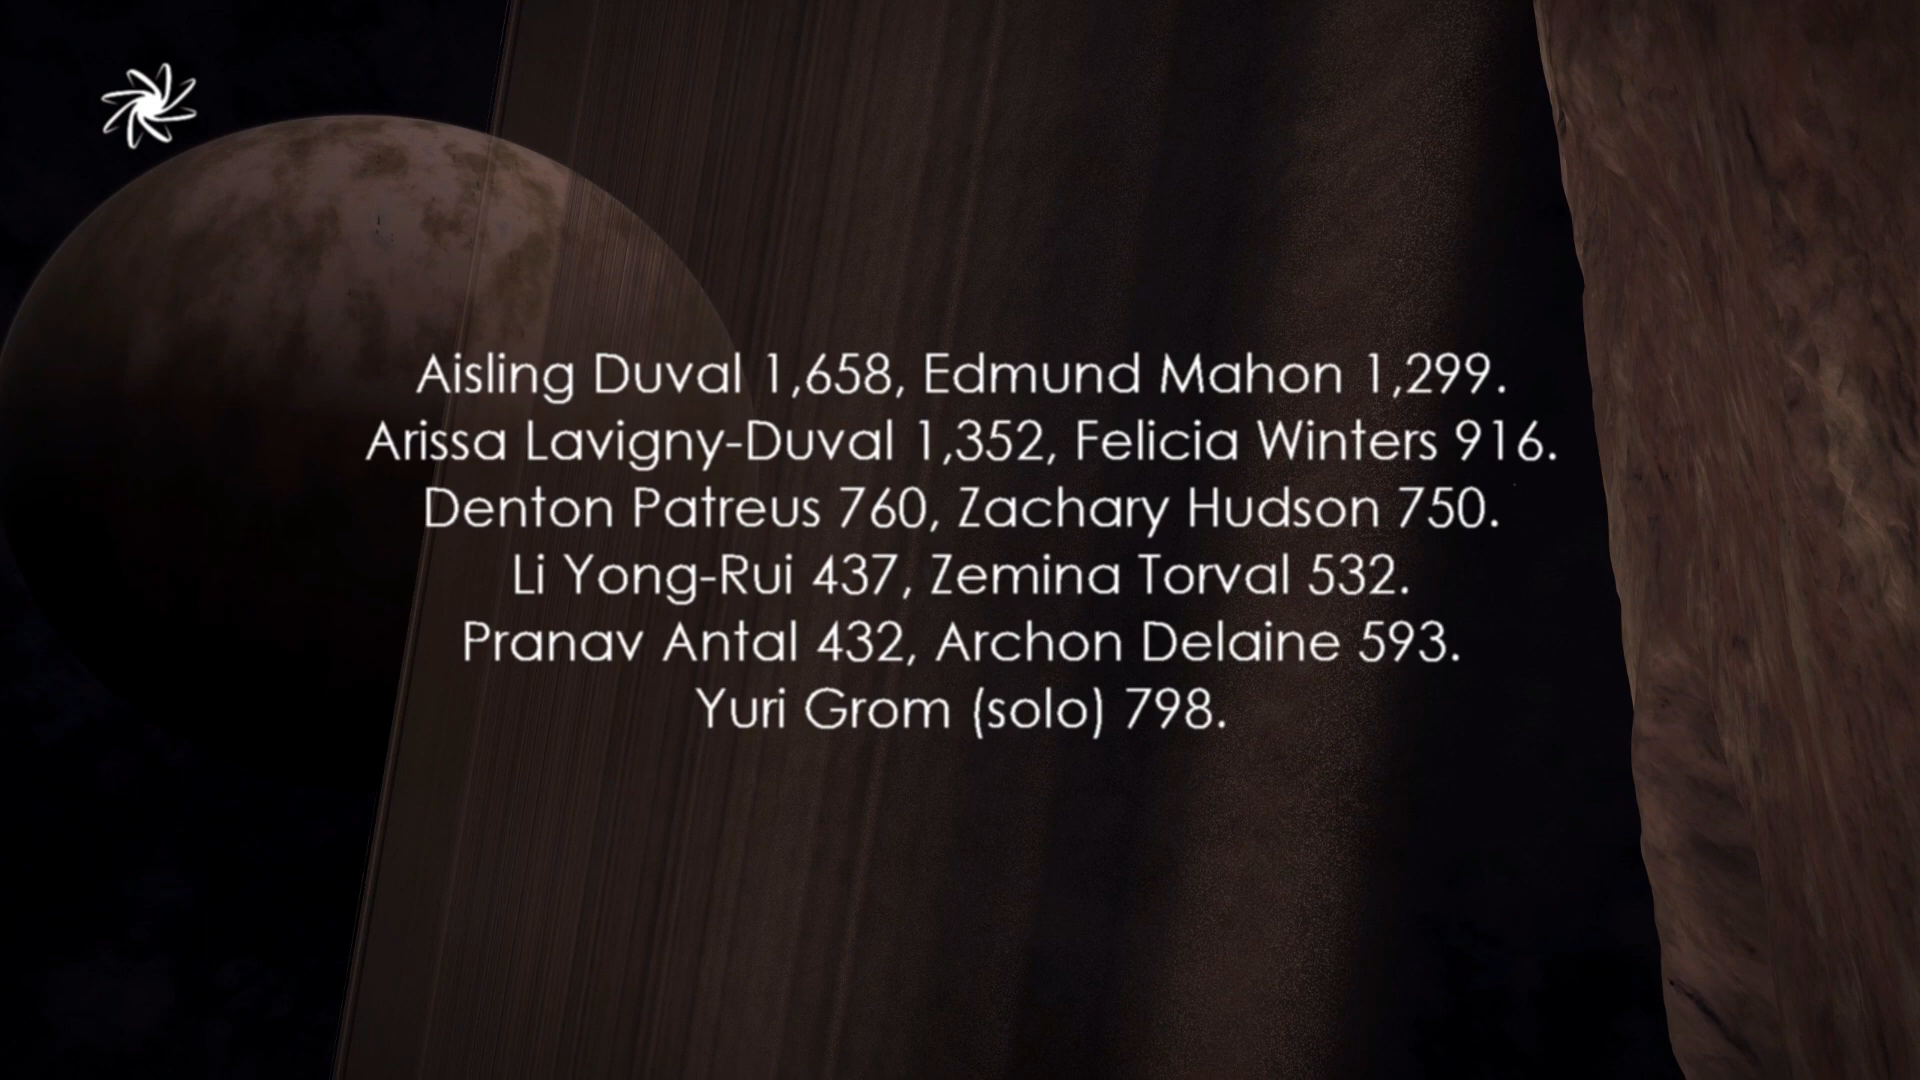 Aisling Duval 1,658, Edmund Mahon 1,299.
Arissa Lavigny-Duval 1,352, Felicia Winters 916.
Denton Patreus 760, Zachary Hudson 750.
Li Yong-Rui 437, Zemina Torval 532.
Pranav Antal 432, Archon Delaine 593.
Yuri Grom (solo) 798.